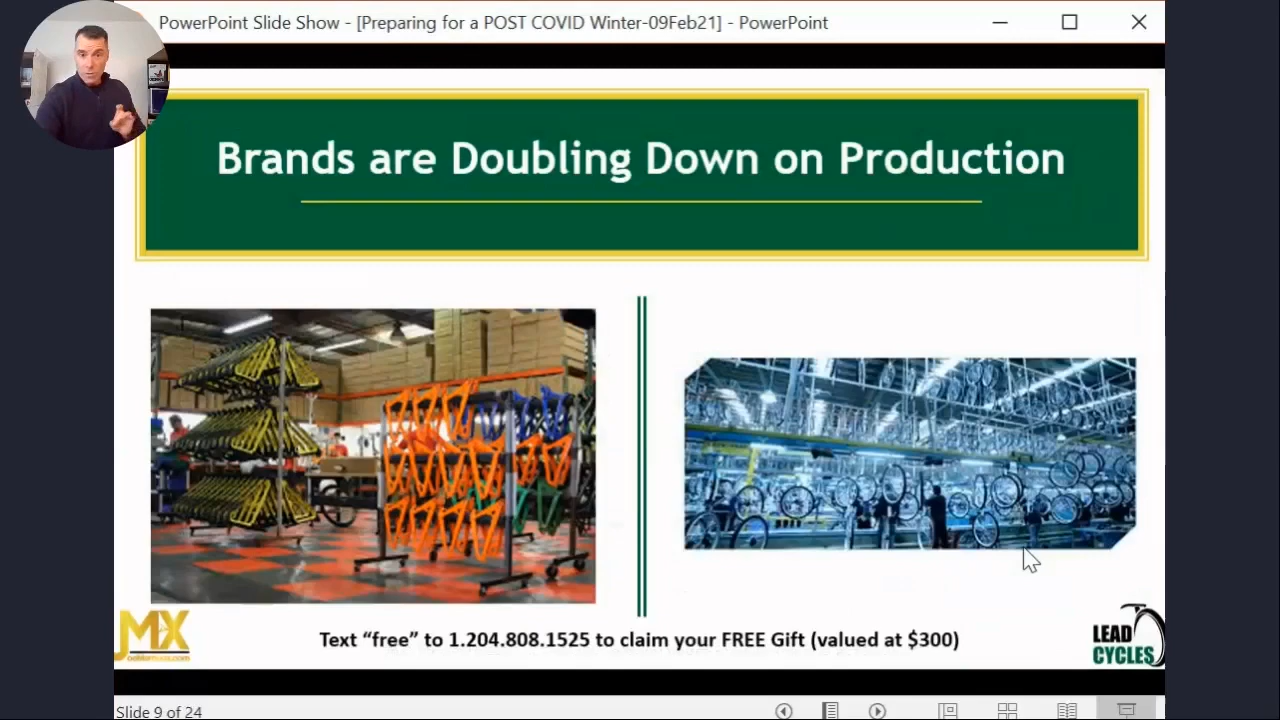 PowerPoint Slide Show - [Preparing for a POST COVID Winter-09Feb21] - PowerPoint
Brands are Doubling Down on Production
JMX
Text “free” to 1.204.808.1525 to claim your FREE Gift (valued at $300)
LEAD
CYCLES
Slide 9 of 24